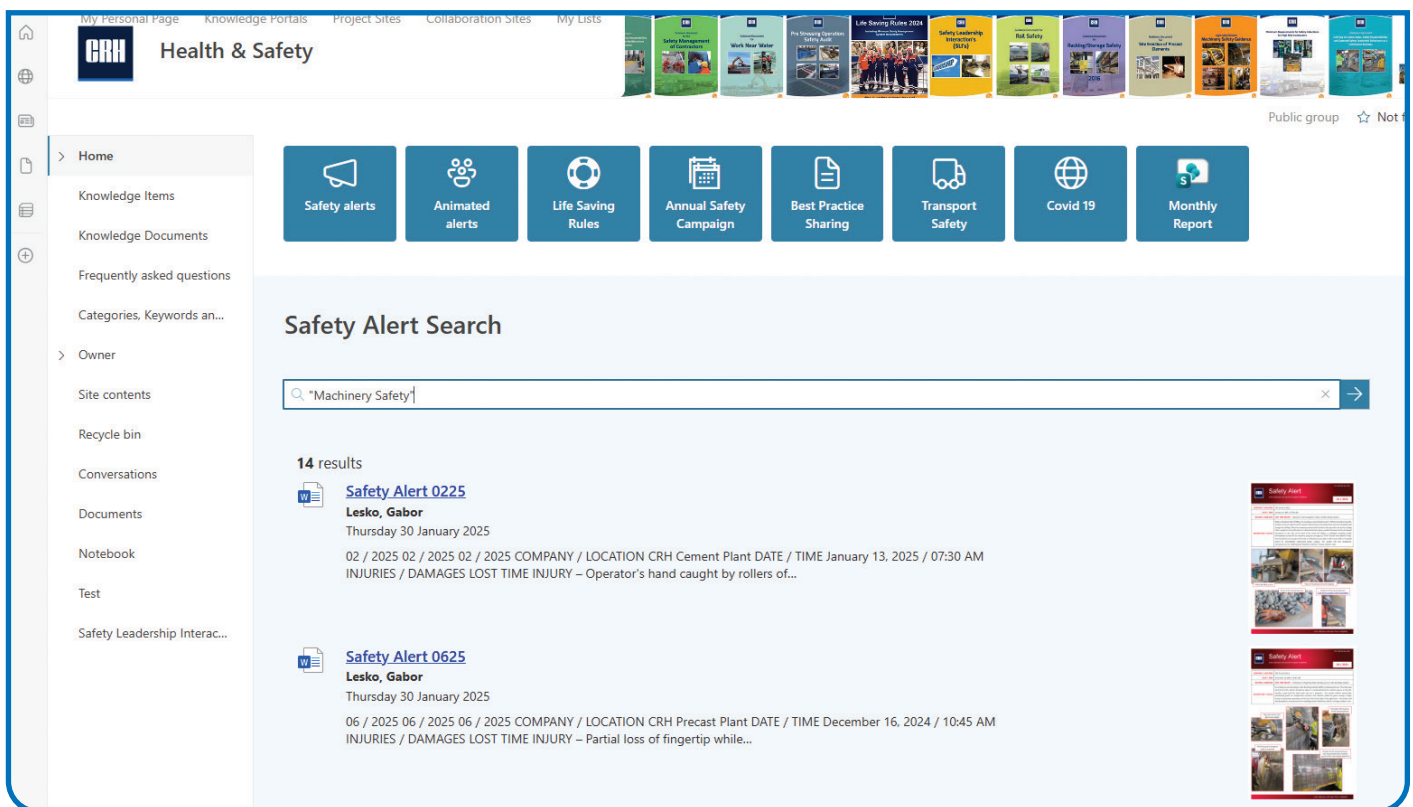 My Personal Page Knowledge Portals Project Sites Collaboration Sites My Lists
CRH
Health & Safety
Safety Management
of Contractors
Work Near Water
Pre Stressing Operation
Safety Audit
Life Saving Rules 2024
Safety Leadership
Interaction's
(SLI's)
Rail Safety
Racking/Storage Safety
2016
Machinery Safety Guidance
Public group Not f
Home
Knowledge Items
Knowledge Documents
Frequently asked questions
Categories, Keywords an...
Owner
Site contents
Recycle bin
Conversations
Documents
Notebook
Test
Safety Leadership Interac...
Safety alerts
Animated
alerts
Life Saving
Rules
Annual Safety
Campaign
Best Practice
Sharing
Transport
Safety
Covid 19
Monthly
Report
Safety Alert Search
"Machinery Safety"
14 results
Safety Alert 0225
Lesko, Gabor
Thursday 30 January 2025
02 / 2025 02 / 2025 02 / 2025 COMPANY / LOCATION CRH Cement Plant DATE / TIME January 13, 2025 / 07:30 AM
INJURIES / DAMAGES LOST TIME INJURY – Operator's hand caught by rollers of...
Safety Alert
Safety Alert 0625
Lesko, Gabor
Thursday 30 January 2025
06 / 2025 06 / 2025 06 / 2025 COMPANY / LOCATION CRH Precast Plant DATE / TIME December 16, 2024 / 10:45 AM
INJURIES / DAMAGES LOST TIME INJURY – Partial loss of fingertip while...
Safety Alert